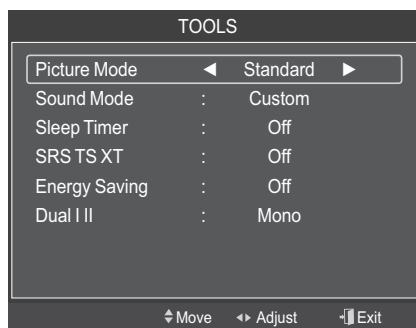 TOOLS
Picture Mode ◀ Standard ▶
Sound Mode : Custom
Sleep Timer : Off
SRS TS XT : Off
Energy Saving : Off
Dual I II : Mono
Move Adjust Exit